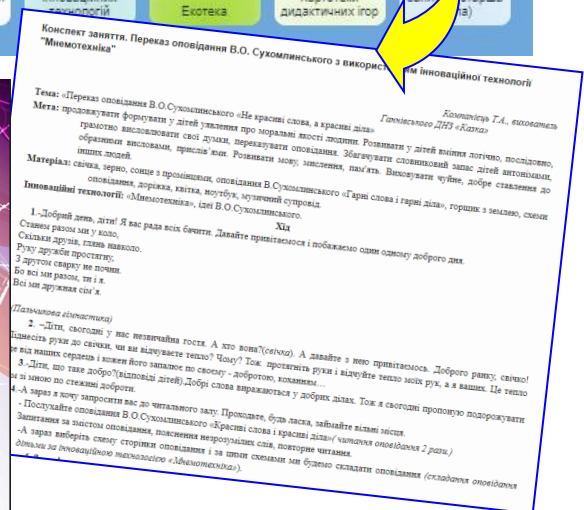 технологій
Екотека
дидактичних ігор
Конспект заняття. Переказ оповідання В.О. Сухомлинського з використ ням інноваційної технології
"Мнемотехніка"
Компанієць Т.А., вихователь
Ганнівського ДНЗ «Казка»
Тема: «Переказ оповідання В.О.Сухомлинського «Не красиві слова, а красиві діла»
Мета: продовжувати формувати у дітей уявлення про моральні якості людини. Розвивати у дітей вміння логічно, послідовно,
грамотно висловлювати свої думки, переказувати оповідання. Збагачувати словниковий запас дітей антонімами,
образними висловами, прислів'ями. Розвивати мову, мислення, пам'ять. Виховувати чуйне, добре ставлення до
інших людей.
Матеріал: свічка, зерно, сонце з промінцями, оповідання В.Сухомлинського «Гарні слова і гарні діла», горщик з землею, схеми
оповідання, доріжка, квітка, ноутбук, музичний супровід.
Інноваційні технології: «Мнемотехніка», ідеї В.О.Сухомлинського.
Хід
1.-Добрий день, діти! Я вас рада всіх бачити. Давайте привітаємося і побажаємо один одному доброго дня.
Станем разом ми у коло,
Скільки друзів, глянь навколо.
Руку дружби простягну,
З другом сварку не почни.
Бо всі ми разом, ти і я.
Всі ми дружная сім'я.
(Пальчикова гімнастика)
2. –Діти, сьогодні у нас незвичайна гостя. А хто вона?(свічка). А давайте з нею привітаємось. Доброго ранку, свічко!
Піднесіть руки до свічки, чи ви відчуваєте тепло? Чому? Тож протягніть руки і відчуйте тепло моїх рук, а я ваших. Це тепло
від наших сердець і кожен його запалює по своєму - добротою, коханням…
3.-Діти, що таке добро?(відповіді дітей).Добрі слова виражаються у добрих ділах. Тож я сьогодні пропоную подорожувати
зі мною по стежині доброти.
4.-А зараз я хочу запросити вас до читального залу. Проходьте, будь ласка, займайте вільні місця.
- Послухайте оповідання В.О.Сухомлинського «Красиві слова і красиві діла»( читання оповідання 2 рази.)
Запитання за змістом оповідання, пояснення незрозумілих слів, повторне читання.
-А зараз виберіть схему сторінки оповідання і за цими схемами ми будемо складати оповідання (складання оповідання
дітьми за інноваційною технологією «Мнемотехніка»).